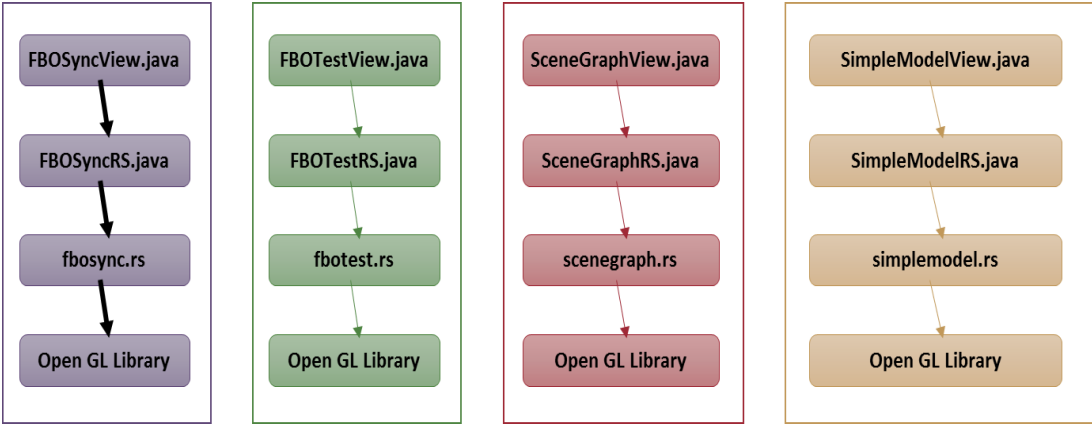 FBOSyncView.java
FBOSyncRS.java
fbosync.rs
Open GL Library
FBOTestView.java
FBOTestRS.java
fbotest.rs
Open GL Library
SceneGraphView.java
SceneGraphRS.java
scenegraph.rs
Open GL Library
SimpleModelView.java
SimpleModelRS.java
simplemodel.rs
Open GL Library